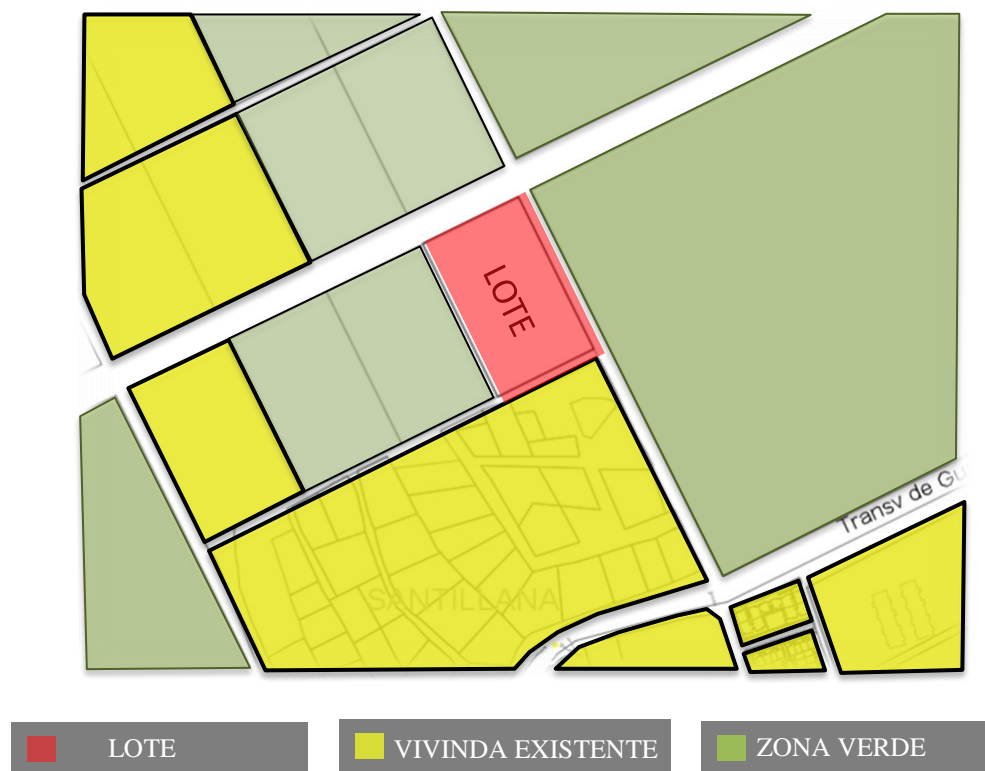 LOTE
Transv de Gu
SANTILLANA
LOTE
VIVINDA EXISTENTE
ZONA VERDE